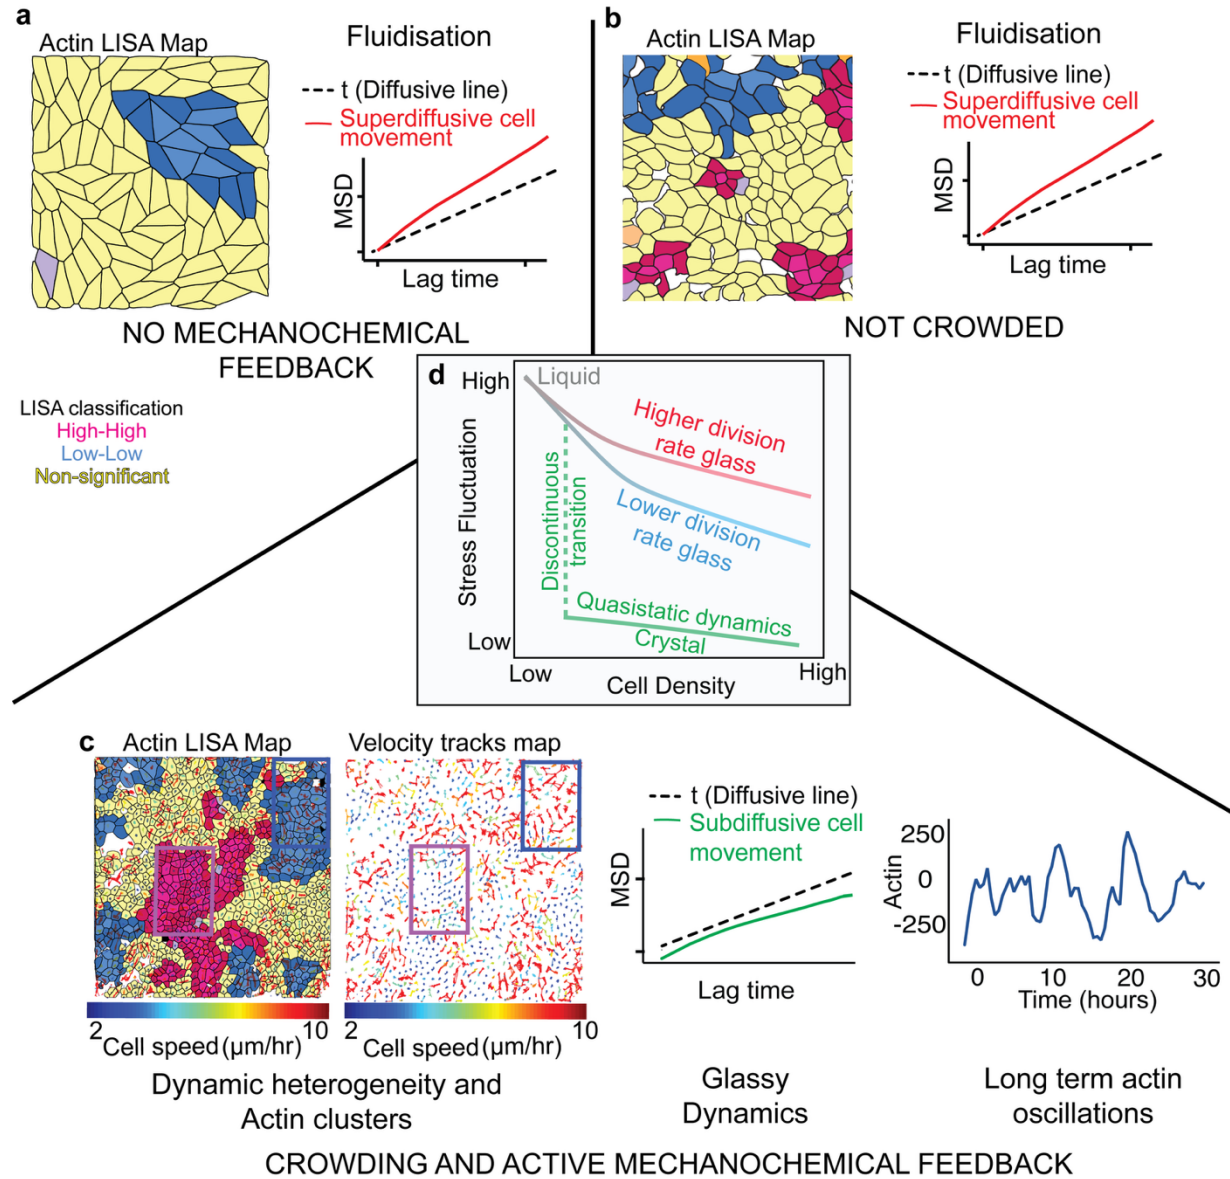 a
Actin LISA Map
Fluidisation
t (Diffusive line)
Superdiffusive cell
movement
MSD
Lag time
NO MECHANOCHEMICAL
FEEDBACK
b
Actin LISA Map
Fluidisation
t (Diffusive line)
Superdiffusive cell
movement
MSD
Lag time
NOT CROWDED
LISA classification
High-High
Low-Low
Non-significant
d
High
Liquid
Higher division
rate glass
Stress Fluctuation
Discontinuous
transition
Lower division
rate glass
Quasistatic dynamics
Crystal
Low
Low
High
Cell Density
c
Actin LISA Map
Velocity tracks map
2
10
Cell speed (μm/hr)
2
10
Cell speed (μm/hr)
Dynamic heterogeneity and
Actin clusters
t (Diffusive line)
Subdiffusive cell
movement
MSD
Lag time
Glassy
Dynamics
Actin
250
0
-250
0
10
20
30
Time (hours)
Long term actin
oscillations
CROWDING AND ACTIVE MECHANOCHEMICAL FEEDBACK